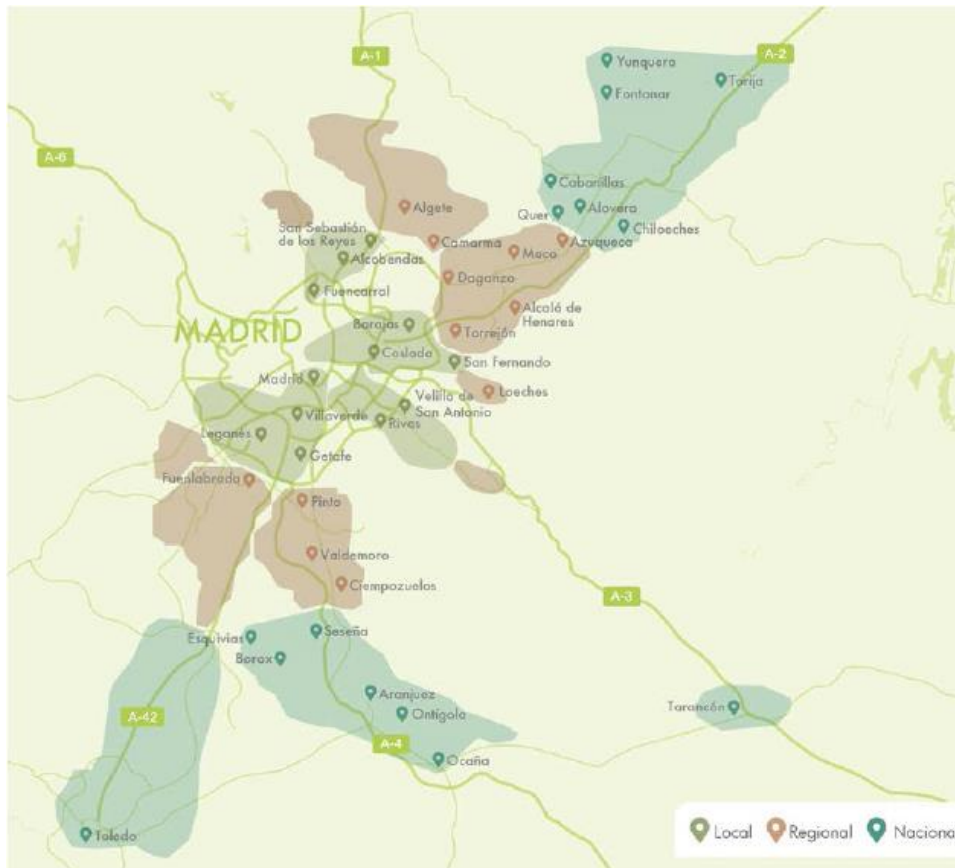 A-1
A-2
Yunquera
Torija
Fontanar
A-6
Cabanillas
Algete
Alovera
Quer
Chiloeches
San Sebastián
de los Reyes
Camarma
Azuqueca
Meco
Alcobendas
Daganzo
Fuencarral
Alcalá de
Henares
Barajas
MADRID
Torrejón
Coslada
San Fernando
Madrid
Loeches
Velilla de
San Antonio
Villaverde
Rivas
Leganés
Getafe
Fuenlabrada
Pinto
Valdemoro
Ciempozuelos
A-3
Esquivias
Seseña
Borox
Aranjuez
Tarancón
A-42
Ontígola
A-4
Ocaña
Toledo
Local
Regional
Naciona